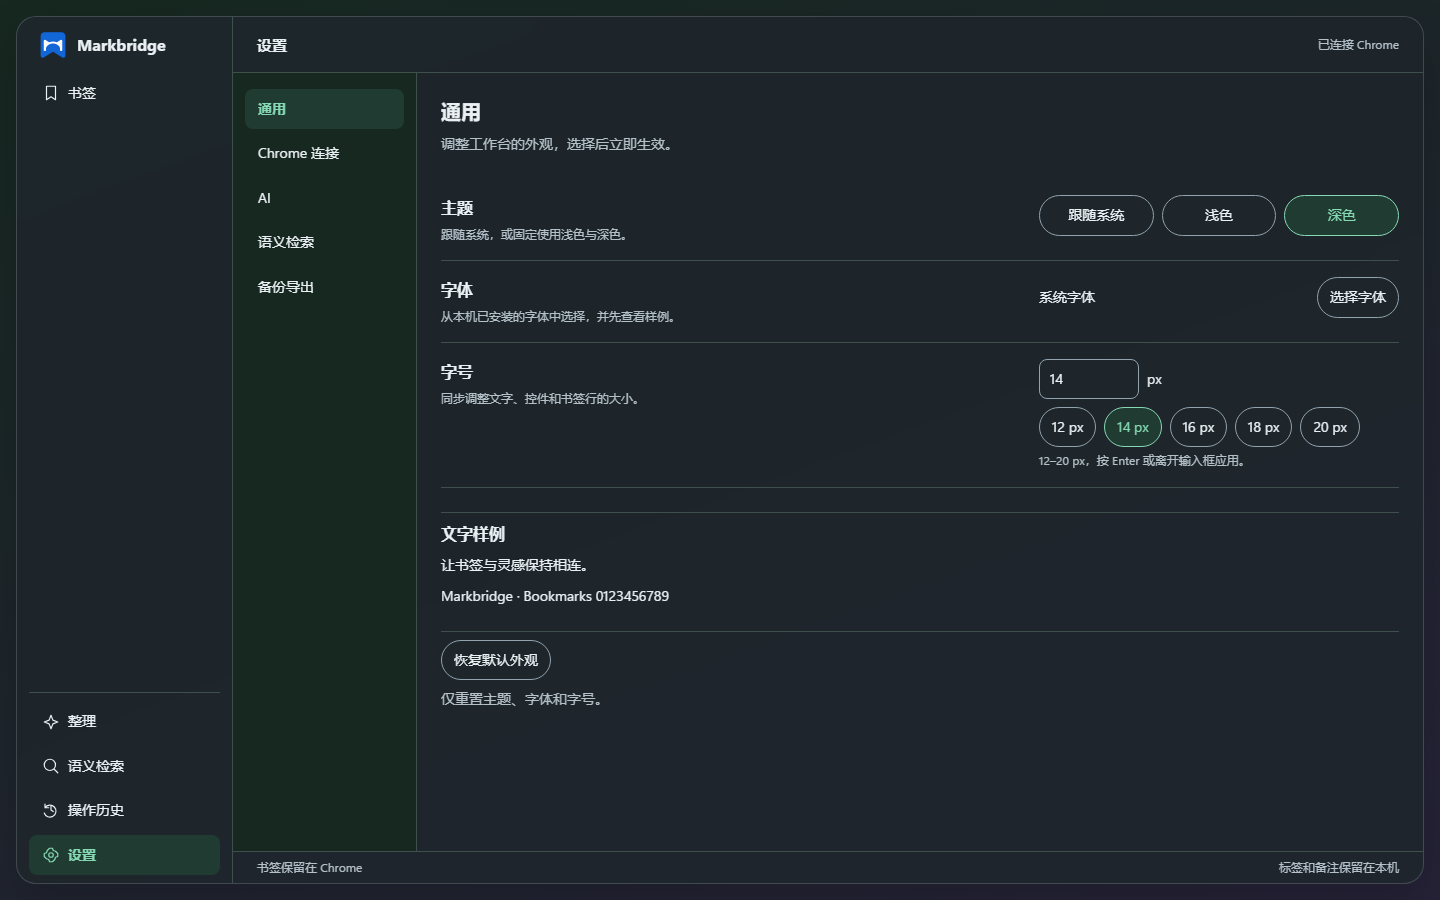 Markbridge
书签
整理
语义检索
操作历史
设置
设置
已连接 Chrome
通用
Chrome 连接
AI
语义检索
备份导出
通用
调整工作台的外观，选择后立即生效。
主题
跟随系统，或固定使用浅色与深色。
跟随系统
浅色
深色
字体
从本机已安装的字体中选择，并先查看样例。
系统字体
选择字体
字号
同步调整文字、控件和书签行的大小。
14 px
12 px
14 px
16 px
18 px
20 px
12–20 px，按 Enter 或离开输入框应用。
文字样例
让书签与灵感保持相连。
Markbridge · Bookmarks 0123456789
恢复默认外观
仅重置主题、字体和字号。
书签保留在 Chrome
标签和备注保留在本机